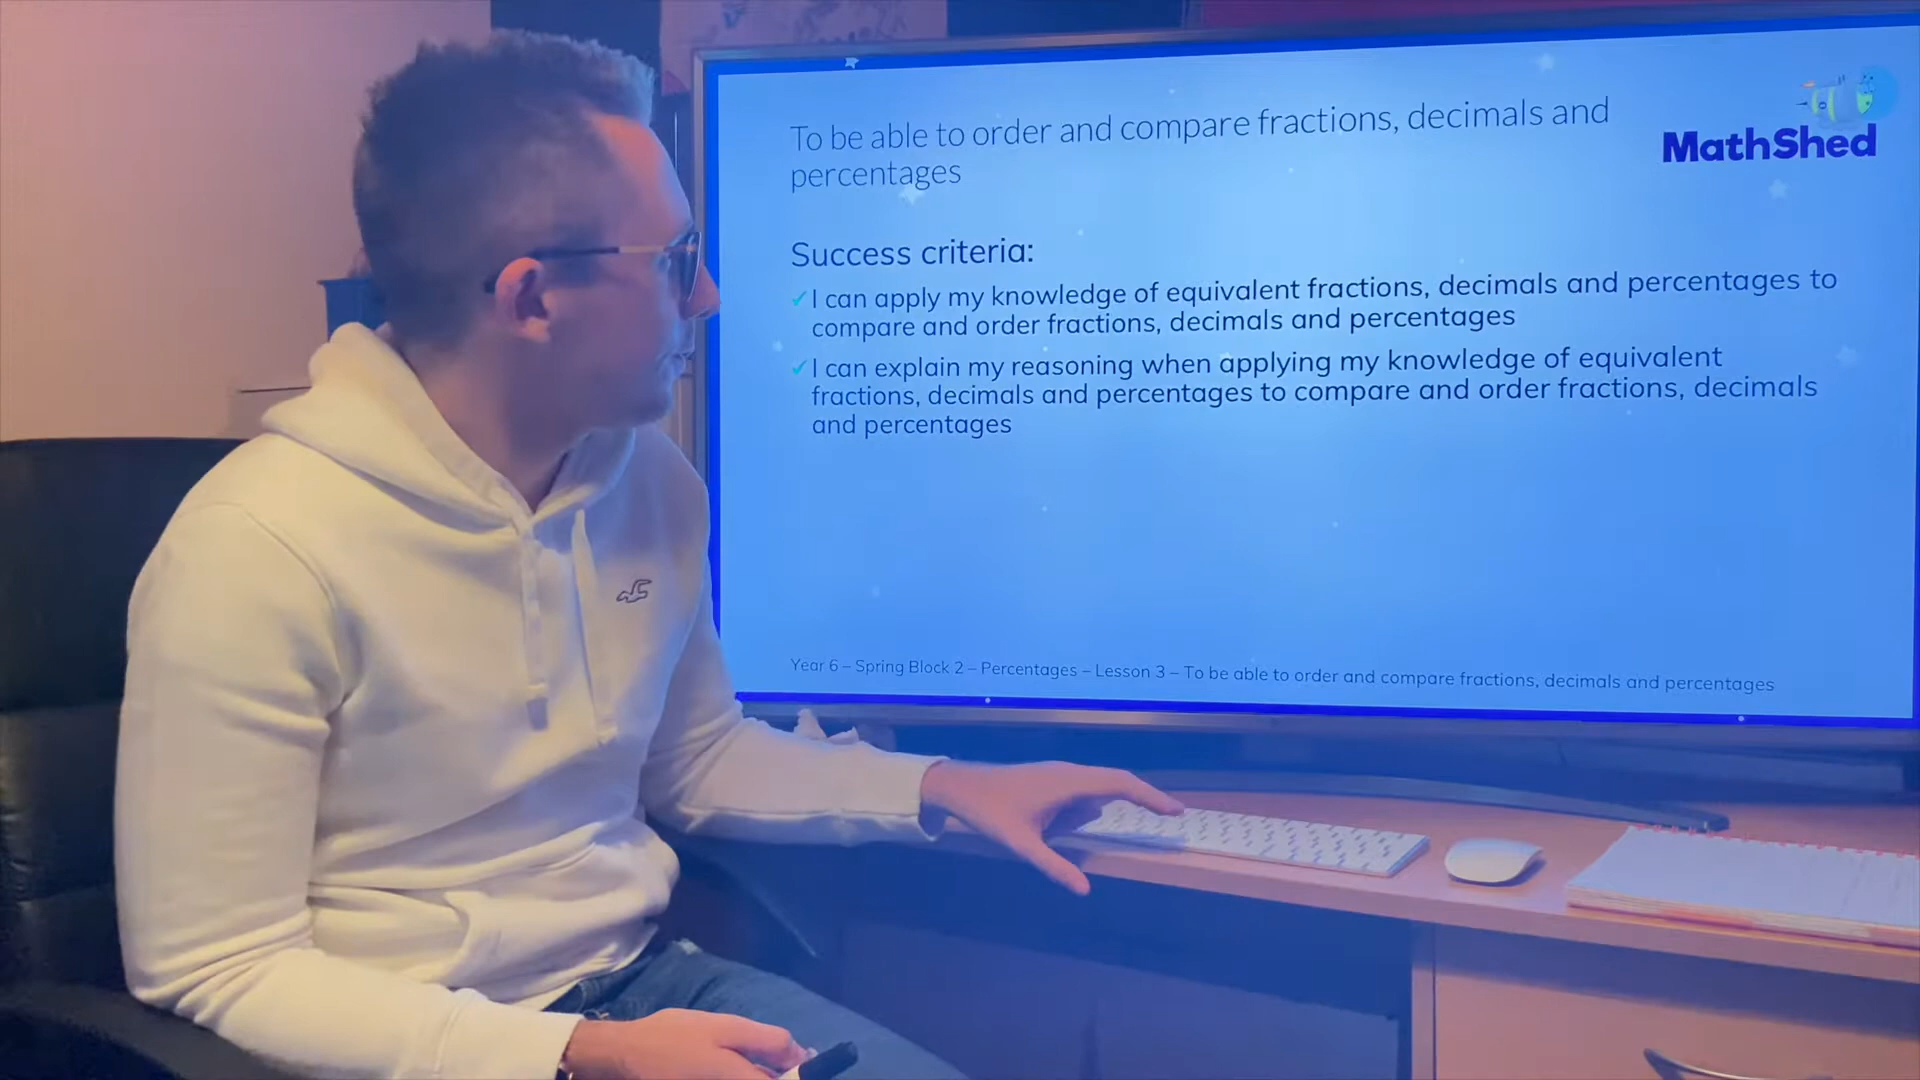 To be able to order and compare fractions, decimals and
percentages
MathShed
Success criteria:
✓I can apply my knowledge of equivalent fractions, decimals and percentages to
compare and order fractions, decimals and percentages
✓I can explain my reasoning when applying my knowledge of equivalent
fractions, decimals and percentages to compare and order fractions, decimals
and percentages
Year 6 – Spring Block 2 – Percentages – Lesson 3 – To be able to order and compare fractions, decimals and percentages